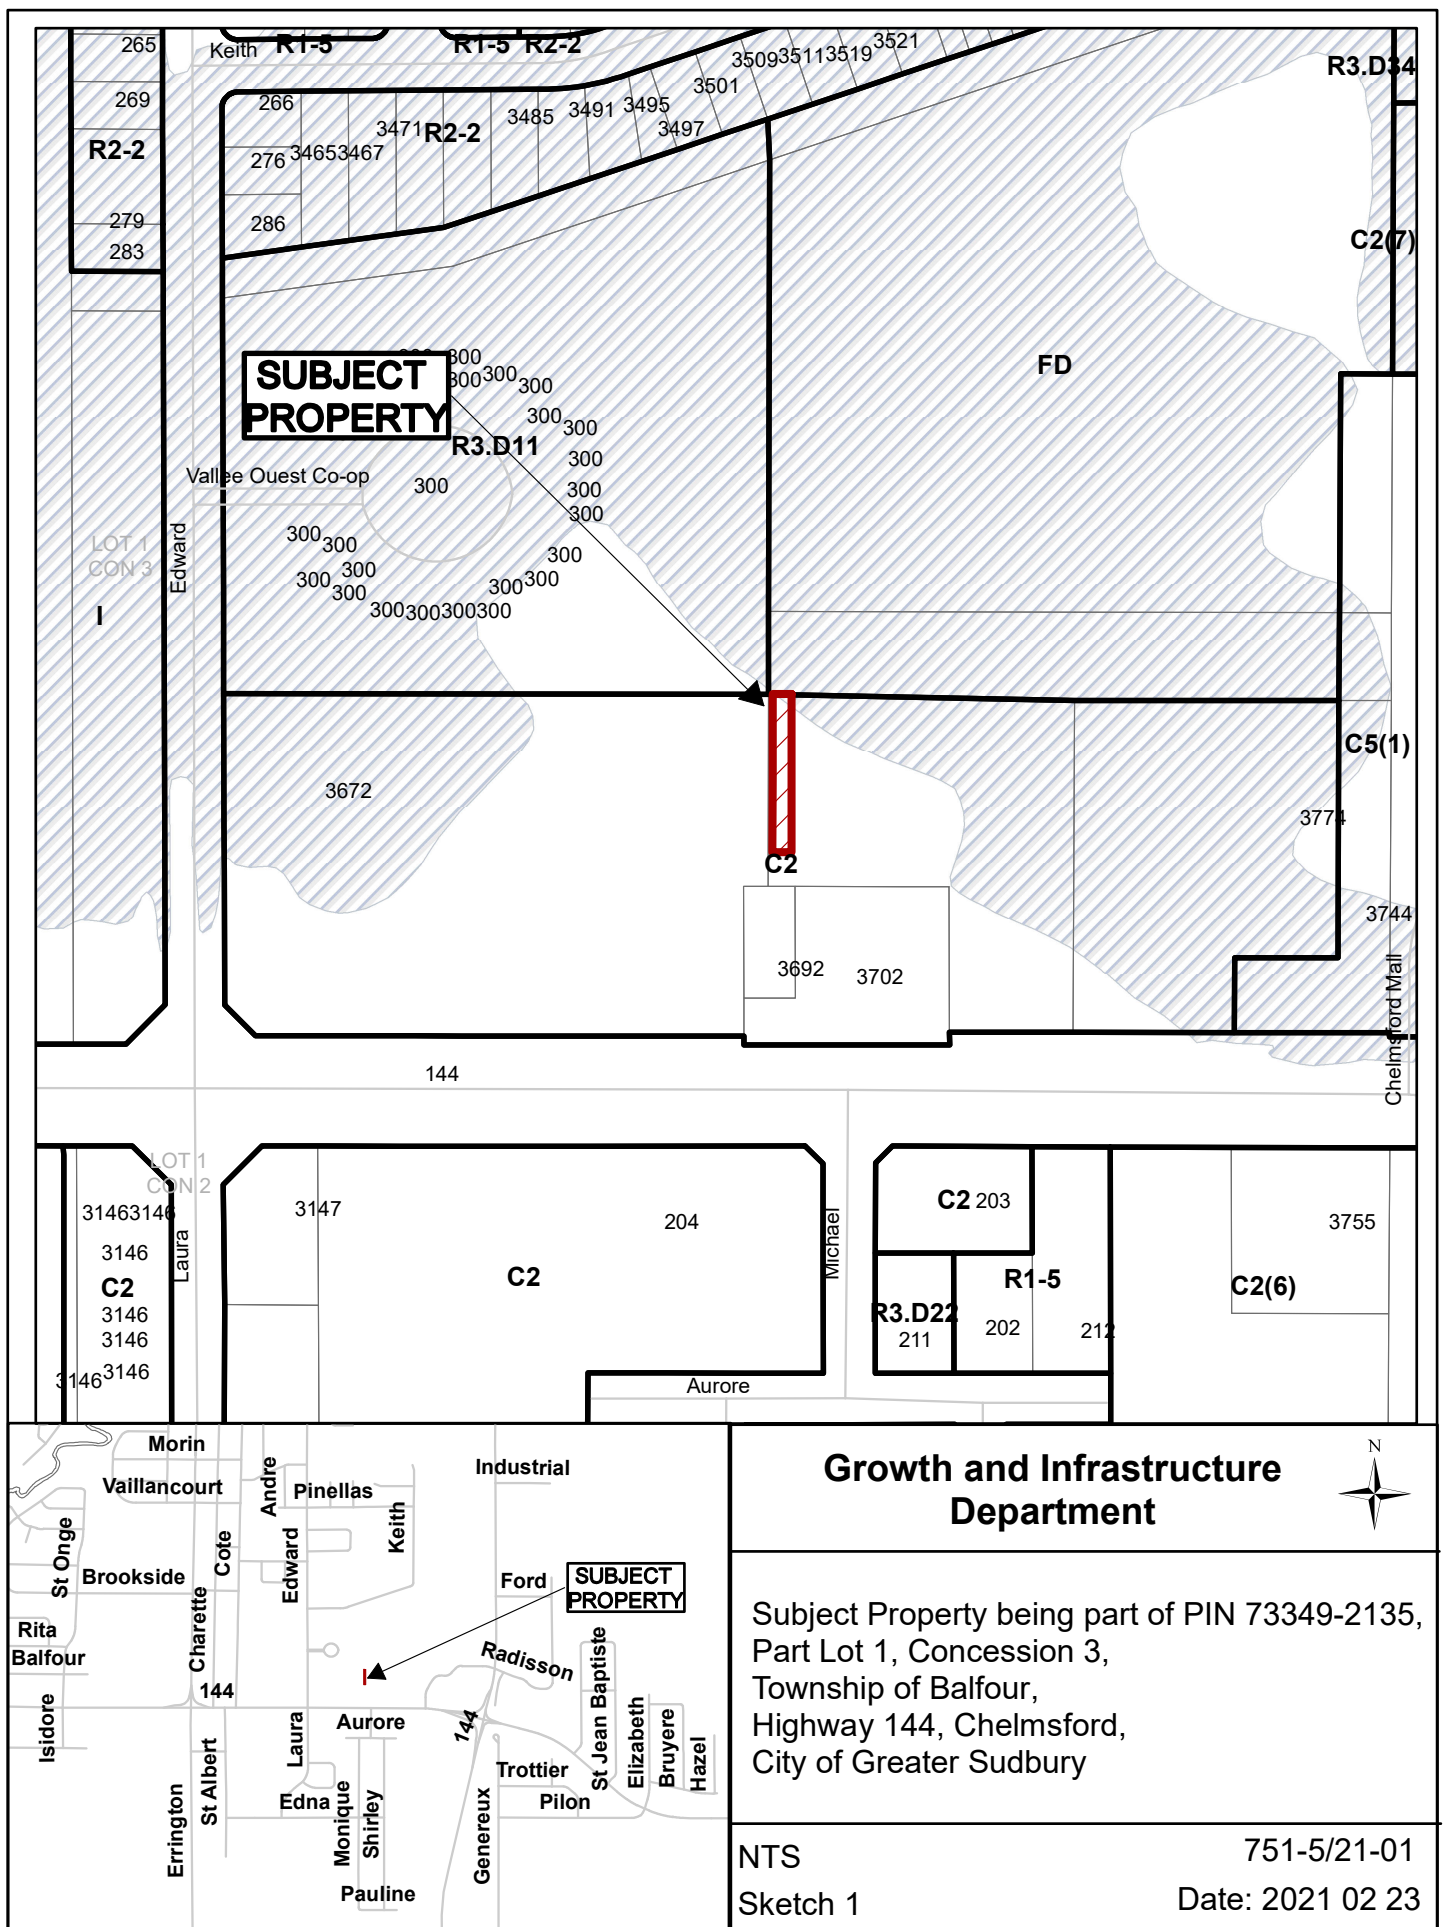 265
Keith
R1-5
R1-5
R2-2
3509
3511
3519
3521
R3.D34
269
266
3501
3471
R2-2
3485
3491
3495
3497
R2-2
276
3465
3467
279
286
283
C2(7)
SUBJECT
PROPERTY
300
300
300
300
300
300
FD
R3.D11
300
300
Vallee Ouest Co-op
300
300
300
300
300
LOT 1
CON 3
Edward
300
300
300
300
300
300
300
300
300
300
300
I
3672
C5(1)
3774
C2
3744
3692
3702
Chelmsford Mall
144
LOT 1
CON 2
3146
3146
3147
204
Michael
C2
203
3755
3146
Laura
C2
C2
R1-5
C2(6)
3146
3146
R3.D22
211
202
212
3146
3146
Aurore
Morin
Vaillancourt
Andre
Pinellas
Industrial
Keith
St Onge
Brookside
Cote
Edward
Ford
SUBJECT
PROPERTY
Rita
Balfour
Charette
Radisson
St Jean Baptiste
144
Isidore
Aurore
144
Laura
Elizabeth
Bruyere
Hazel
St Albert
Errington
Edna
Monique
Shirley
Genereux
Trottier
Pilon
Pauline
Growth and Infrastructure
Department
N
Subject Property being part of PIN 73349-2135,
Part Lot 1, Concession 3,
Township of Balfour,
Highway 144, Chelmsford,
City of Greater Sudbury
NTS
751-5/21-01
Sketch 1
Date: 2021 02 23